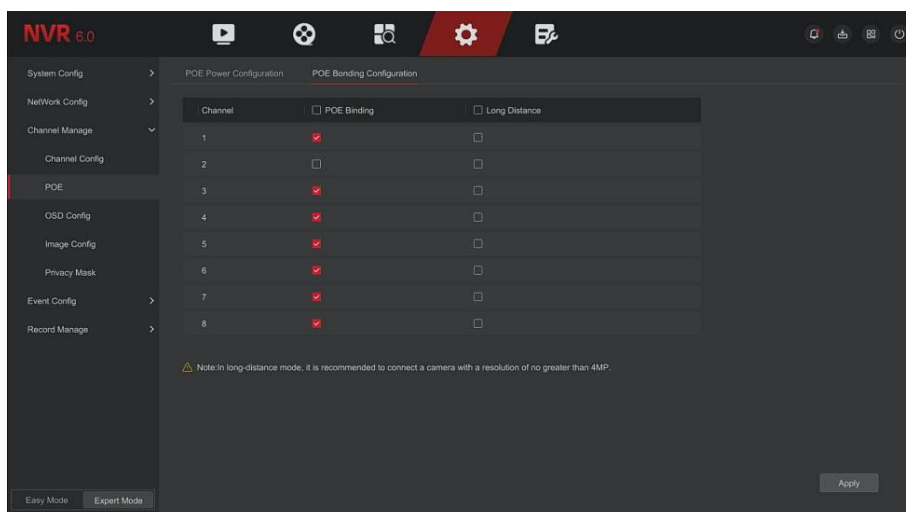 NVR 6.0
System Config
POE Power Configuration POE Bonding Configuration
NetWork Config
Channel POE Binding Long Distance
Channel Manage
1
Channel Config
2
POE
3
OSD Config
4
Image Config
5
Privacy Mask
6
Event Config
7
Record Manage
8
Note:In long-distance mode, it is recommended to connect a camera with a resolution of no greater than 4MP.
Apply
Easy Mode Expert Mode